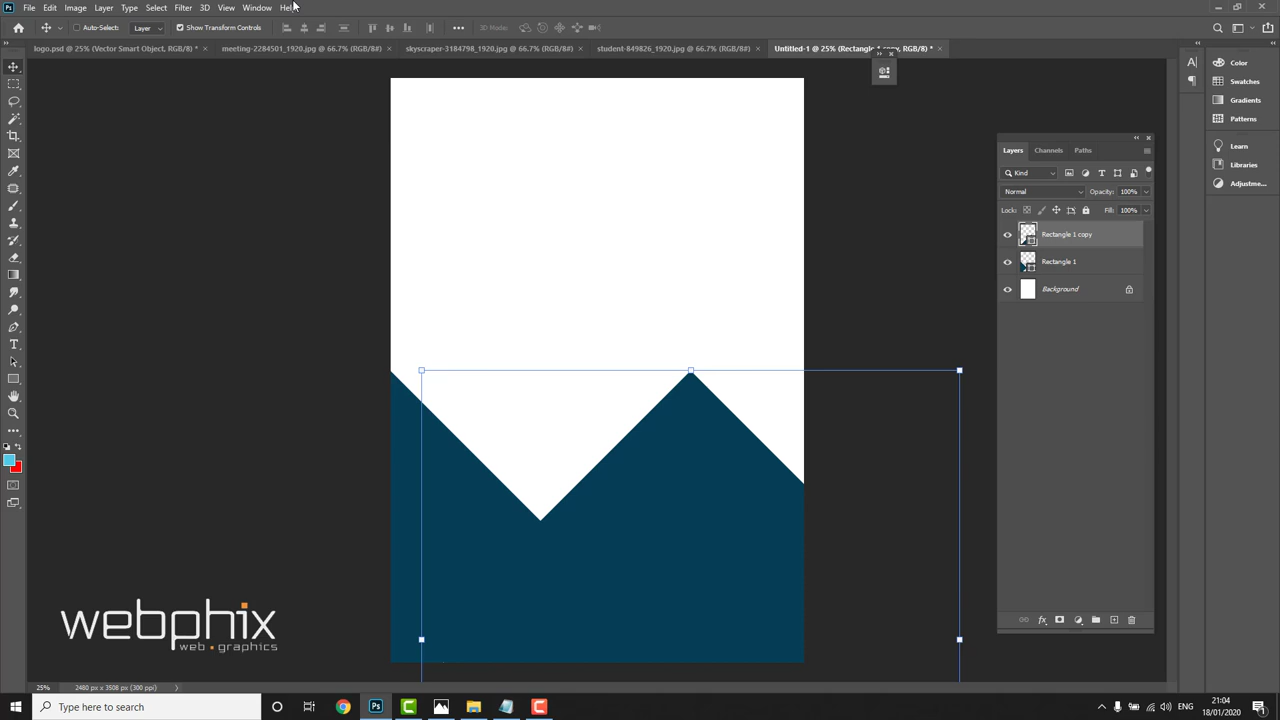 Ps File Edit Image Layer Type Select Filter 3D View Window Help
Auto-Select: Layer Show Transform Controls 3D Mode:
logo.psd @ 25% (Vector Smart Object, RGB/8) * meeting-2284501_1920.jpg @ 66.7% (RGB/8#) skyscraper-3184798_1920.jpg @ 66.7% (RGB/8#) student-849826_1920.jpg @ 66.7% (RGB/8#) Untitled-1 @ 25% (Rectangle 1 copy, RGB/8) *
Color
Swatches
Gradients
Patterns
Learn
Libraries
Adjustme...
Layers Channels Paths
Kind
Normal Opacity: 100%
Lock: Fill: 100%
Rectangle 1 copy
Rectangle 1
Background
webphix
web graphics
25% 2480 px x 3508 px (300 ppi)
Type here to search
Ps
ENG
21:04
18/01/2020